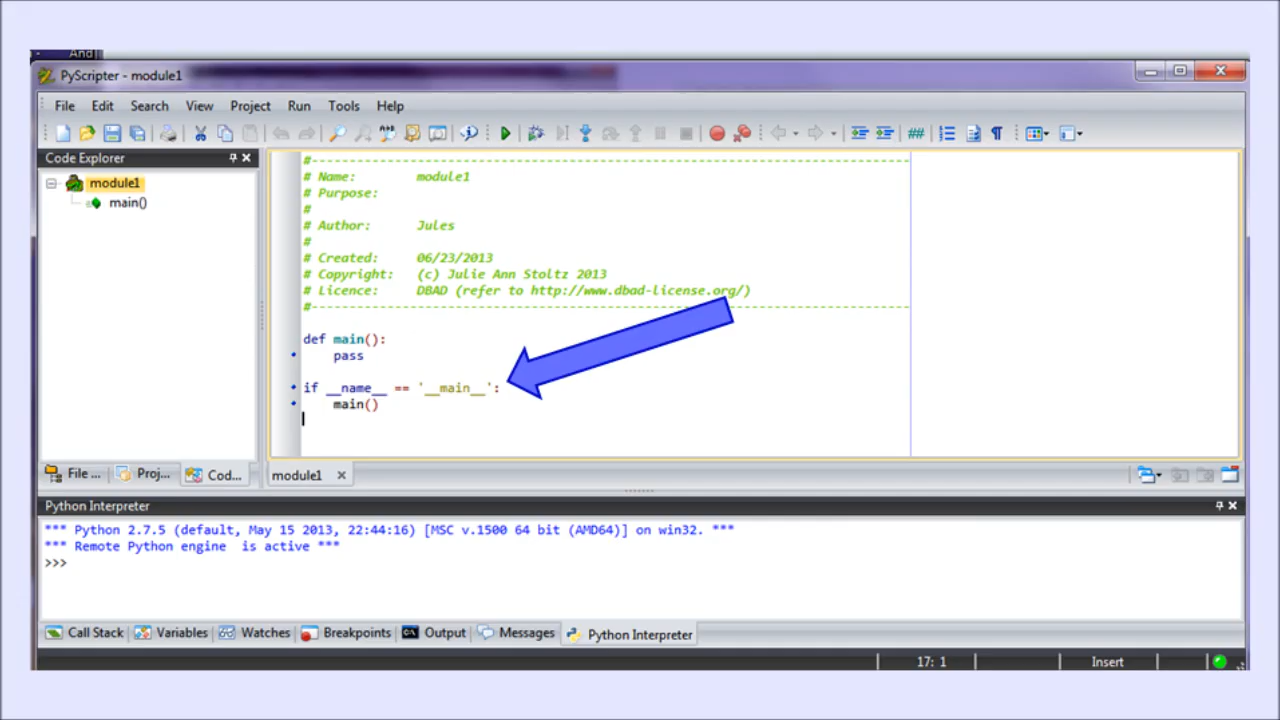 And
PyScripter - module1
File Edit Search View Project Run Tools Help
Code Explorer
module1
main()
#-------------------------------------------------------------------------------
# Name:        module1
# Purpose:
#
# Author:      Jules
#
# Created:     06/23/2013
# Copyright:   (c) Julie Ann Stoltz 2013
# Licence:     DBAD (refer to http://www.dbad-license.org/)
#-------------------------------------------------------------------------------
def main():
    pass
if __name__ == '__main__':
    main()
File ... Proj... Cod...
module1
Python Interpreter
*** Python 2.7.5 (default, May 15 2013, 22:44:16) [MSC v.1500 64 bit (AMD64)] on win32. ***
*** Remote Python engine  is active ***
>>>
Call Stack Variables Watches Breakpoints Output Messages Python Interpreter
17: 1 Insert